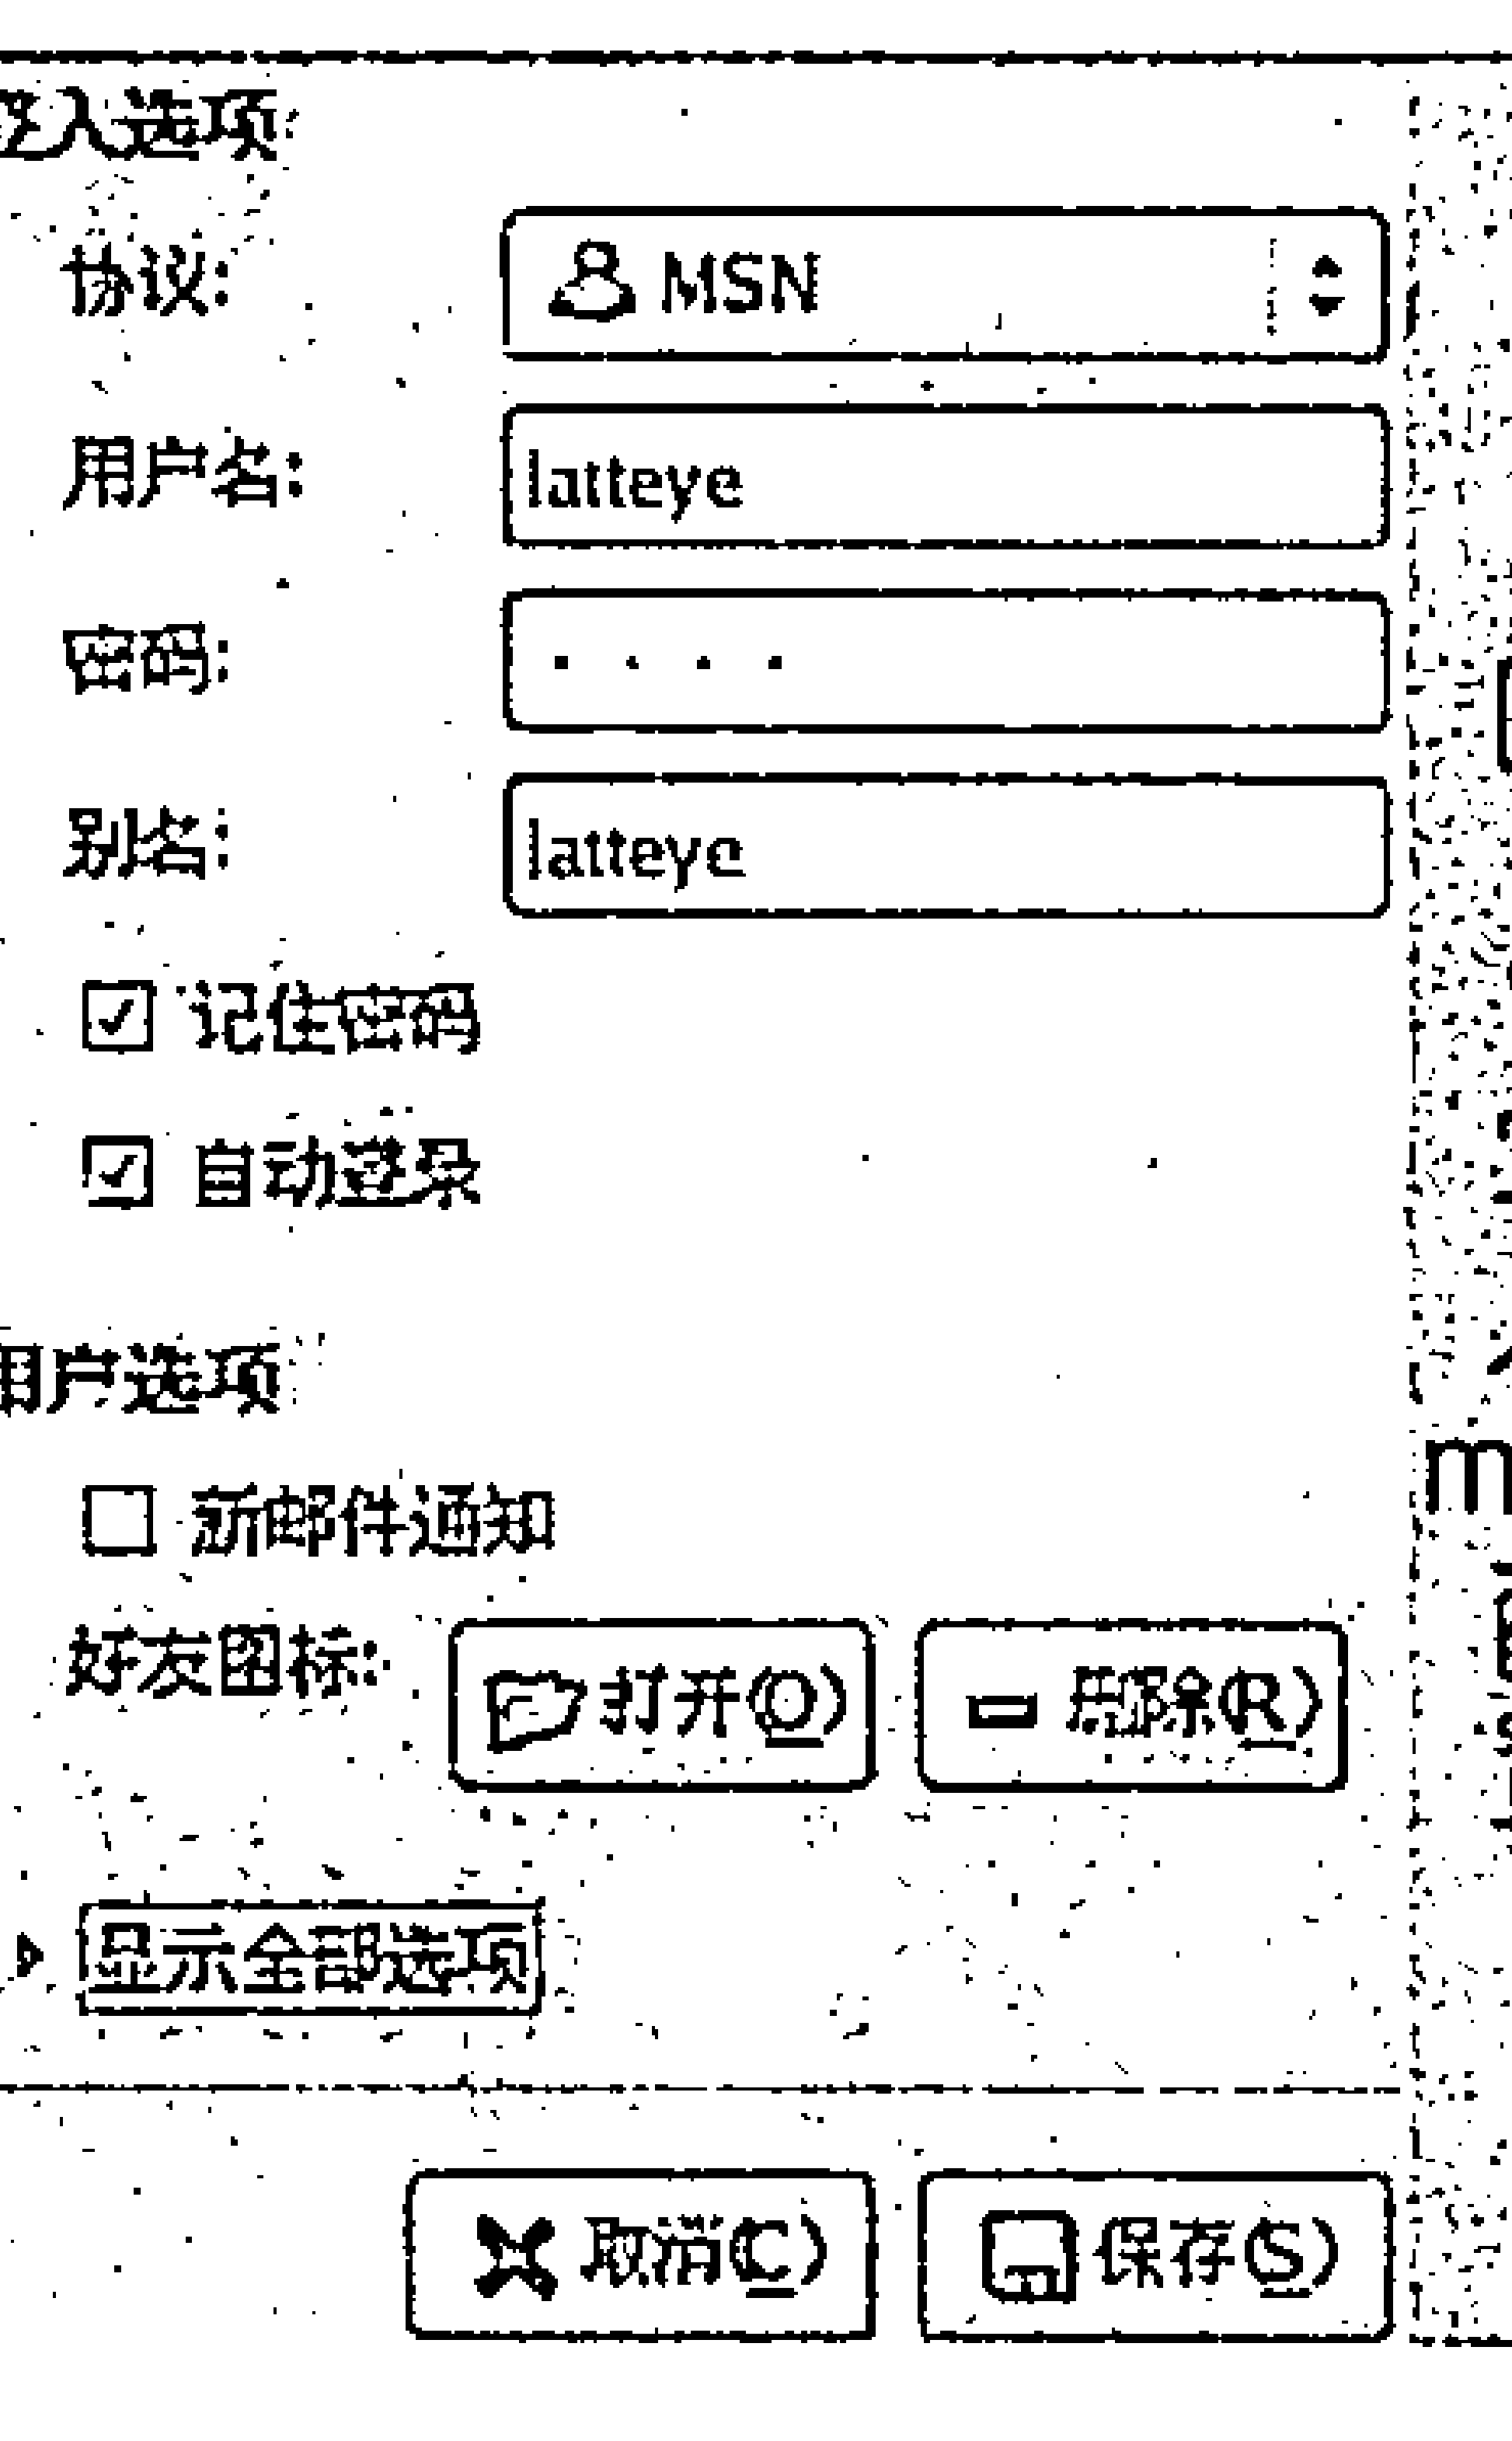 登入选项
协议: MSN
用户名: latteye
密码: ····
别名: latteye
记住密码
自动登录
用户选项
新邮件通知
好友图标: 打开(O) 删除(R)
显示全部选项
取消(C) 保存(S)